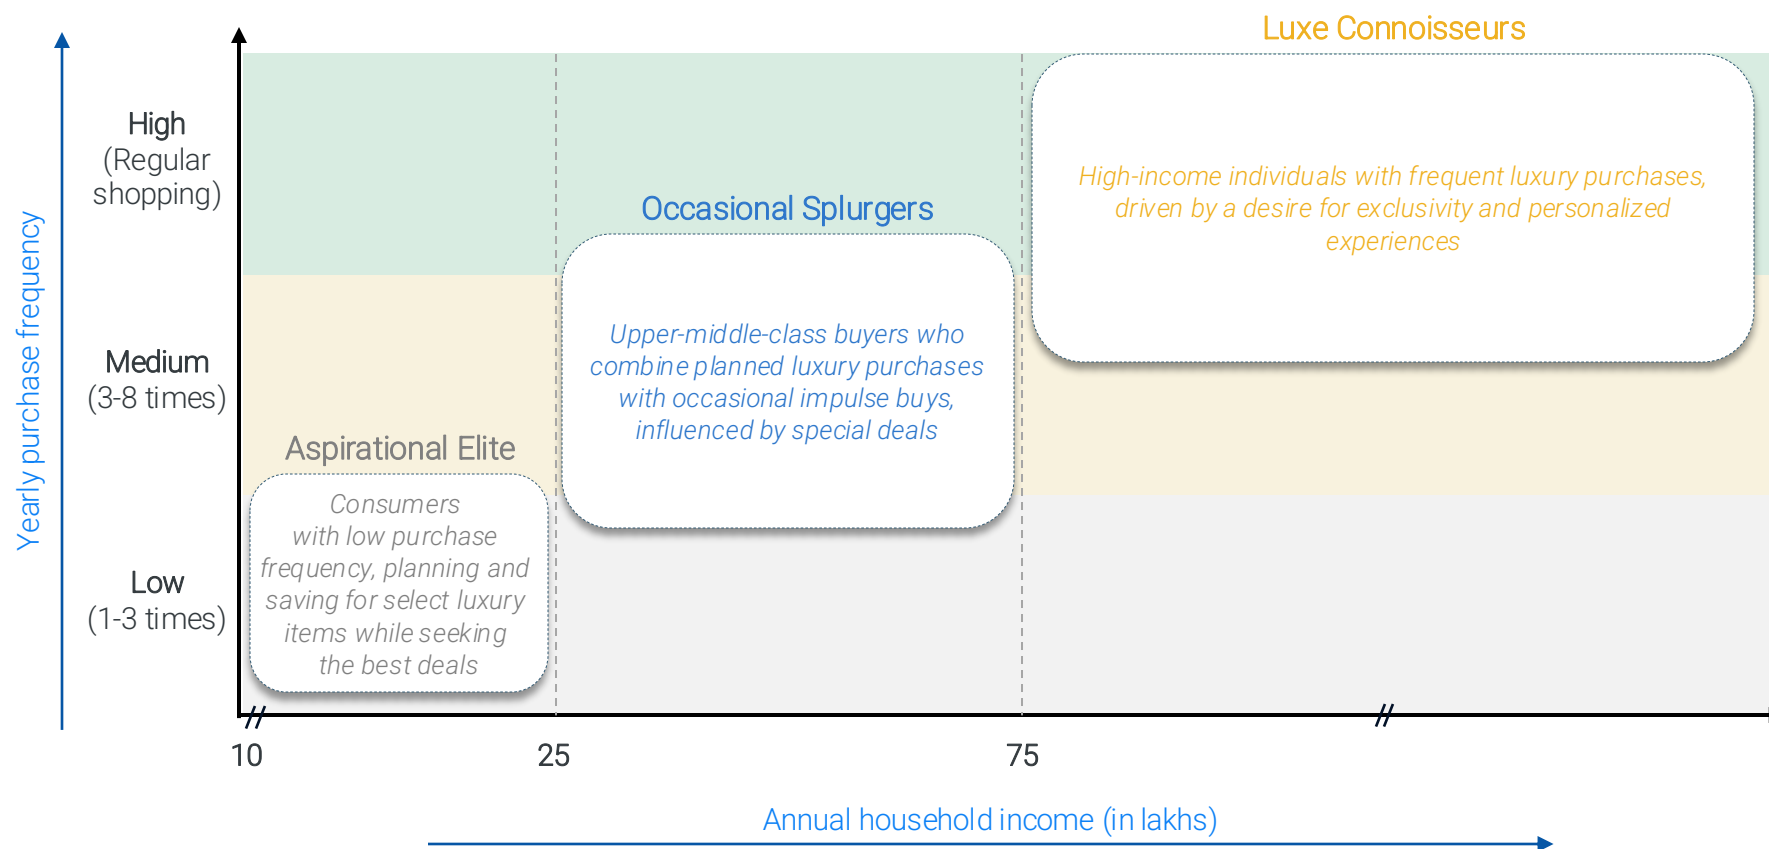 Luxe Connoisseurs
High
(Regular
shopping)
High-income individuals with frequent luxury purchases,
driven by a desire for exclusivity and personalized
experiences
Occasional Splurgers
Yearly purchase frequency
Medium
(3-8 times)
Upper-middle-class buyers who
combine planned luxury purchases
with occasional impulse buys,
influenced by special deals
Aspirational Elite
Consumers
with low purchase
frequency, planning and
saving for select luxury
items while seeking
the best deals
Low
(1-3 times)
10
25
75
Annual household income (in lakhs)